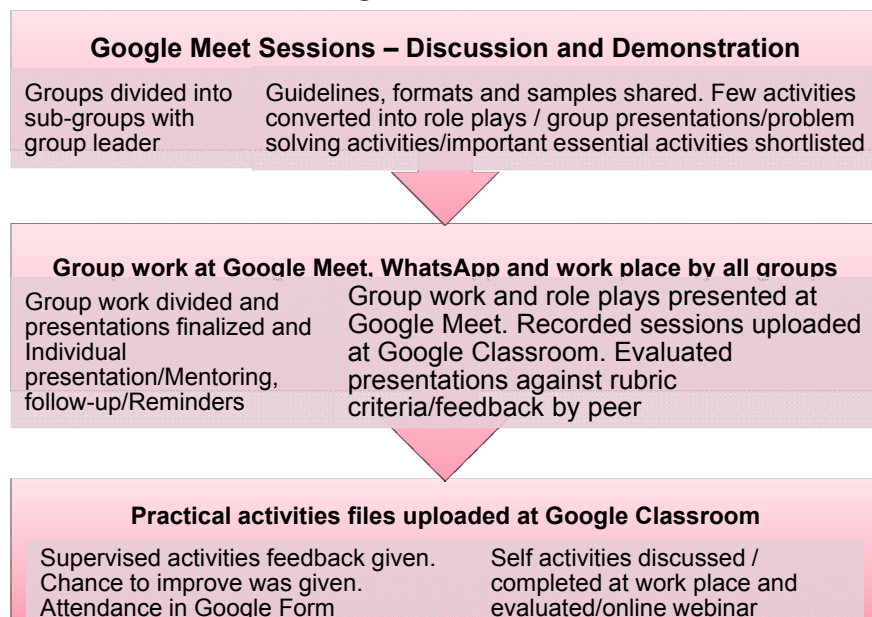 Google Meet Sessions – Discussion and Demonstration
Groups divided into
sub-groups with
group leader
Guidelines, formats and samples shared. Few activities
converted into role plays / group presentations/problem
solving activities/important essential activities shortlisted
Group work at Google Meet, WhatsApp and work place by all groups
Group work divided and
presentations finalized and
Individual
presentation/Mentoring,
follow-up/Reminders
Group work and role plays presented at
Google Meet. Recorded sessions uploaded
at Google Classroom. Evaluated
presentations against rubric
criteria/feedback by peer
Practical activities files uploaded at Google Classroom
Supervised activities feedback given.
Chance to improve was given.
Attendance in Google Form
Self activities discussed /
completed at work place and
evaluated/online webinar